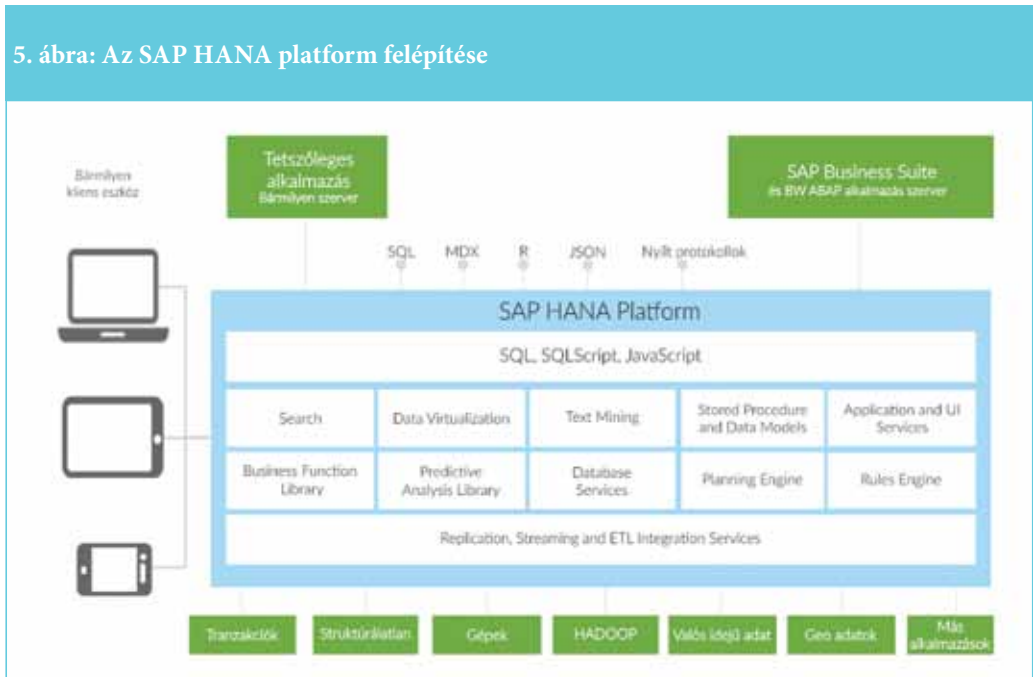 5. ábra: Az SAP HANA platform felépítése
Bármilyen
kliens eszköz
Tetszőleges
alkalmazás
Bármilyen szerver
SAP Business Suite
és BW ABAP alkalmazás szerver
SQL MDX R JSON Nyílt protokollok
SAP HANA Platform
SQL, SQLScript, JavaScript
Search
Data Virtualization
Text Mining
Stored Procedure
and Data Models
Application and UI
Services
Business Function
Library
Predictive
Analysis Library
Database
Services
Planning Engine
Rules Engine
Replication, Streaming and ETL Integration Services
Tranzakciók
Struktúrálatlan
Gépek
HADOOP
Valós idejű adat
Geo adatok
Más
alkalmazások